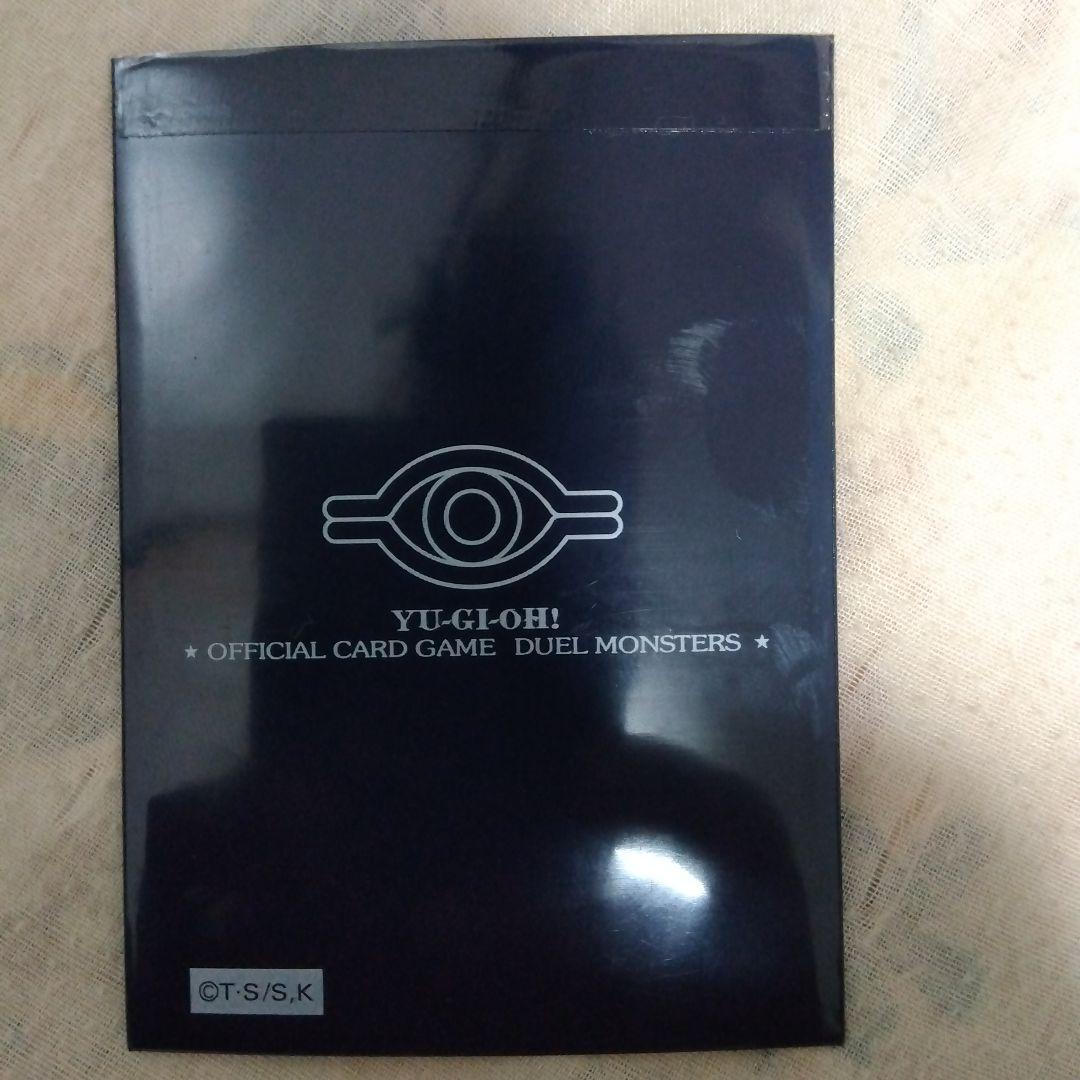 YU-GI-OH!
★ OFFICIAL CARD GAME DUEL MONSTERS ★
©T·S/S,K